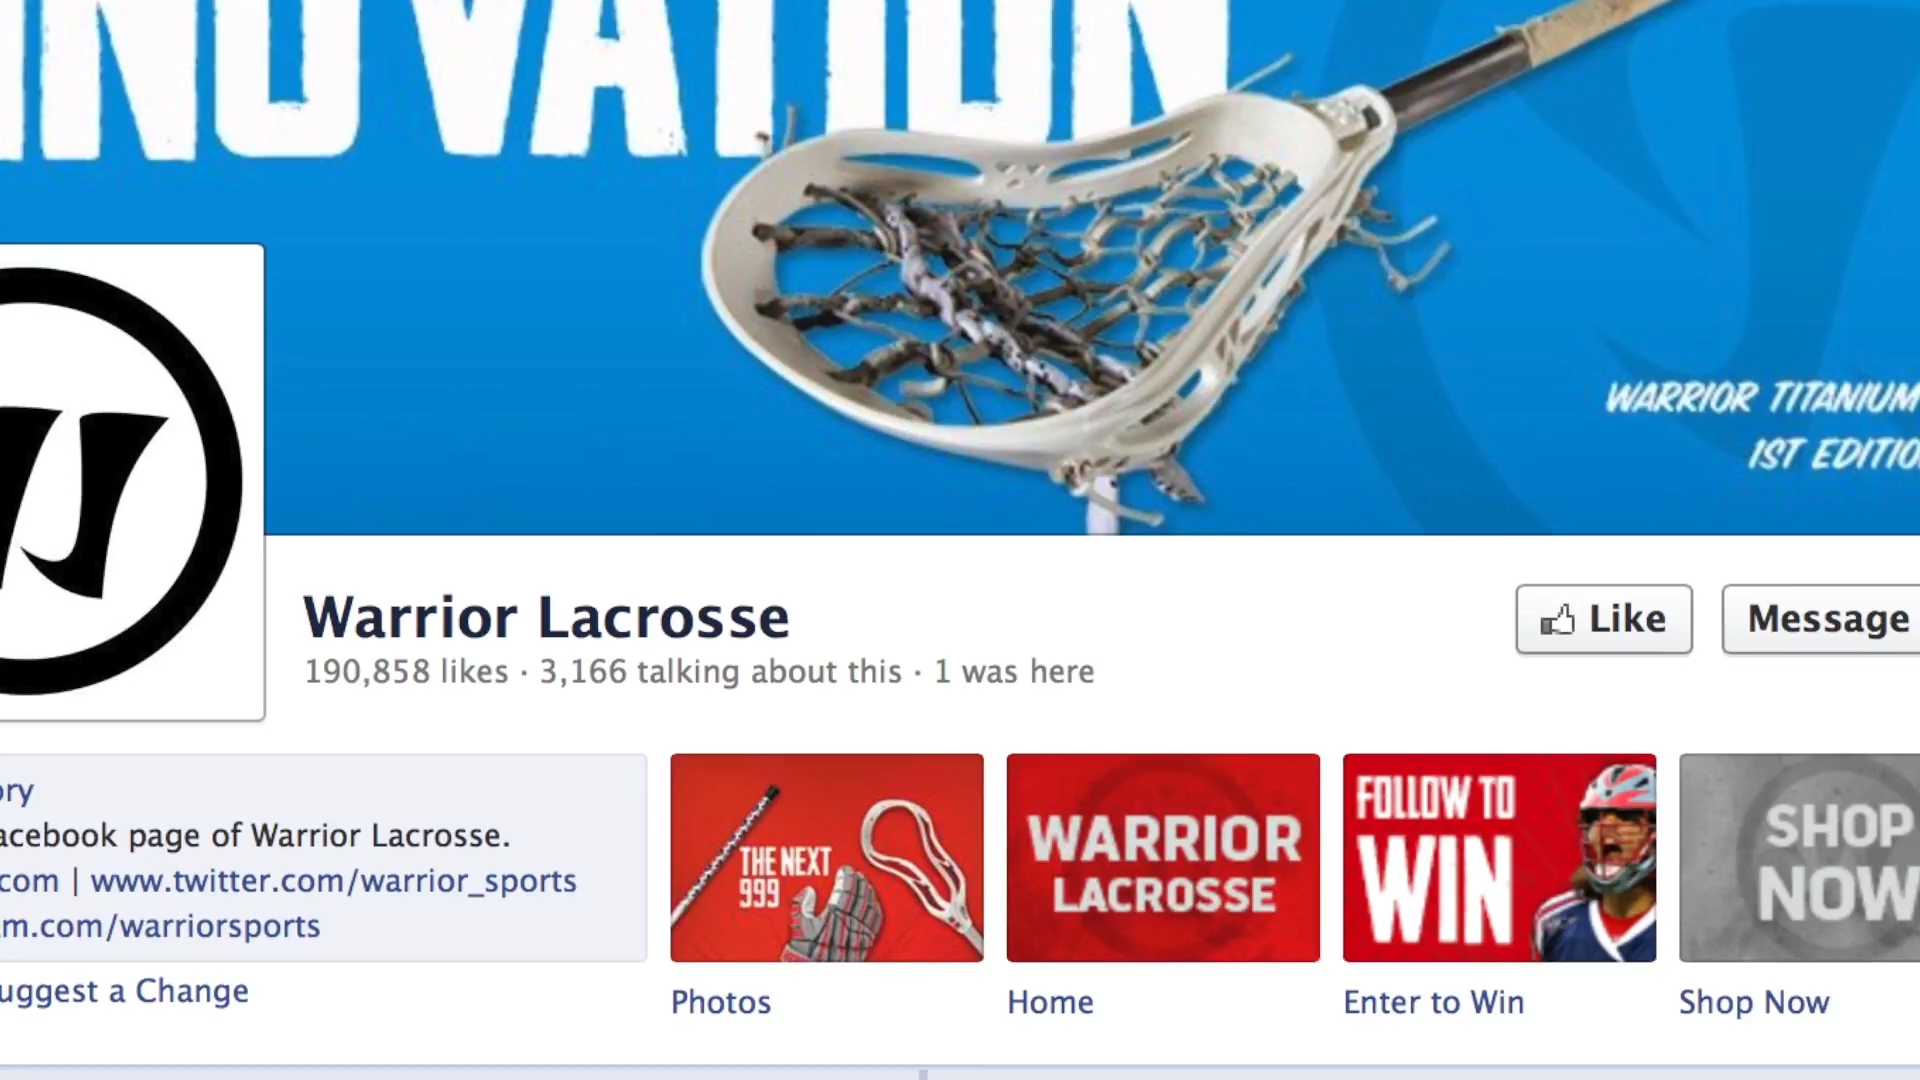 NNOVATION
WARRIOR TITANIUM
1ST EDITIO
Warrior Lacrosse
190,858 likes · 3,166 talking about this · 1 was here
Like
Message
ory
acebook page of Warrior Lacrosse.
.com | www.twitter.com/warrior_sports
m.com/warriorsports
uggest a Change
THE NEXT
999
Photos
WARRIOR
LACROSSE
Home
FOLLOW TO
WIN
Enter to Win
SHOP
NOW
Shop Now